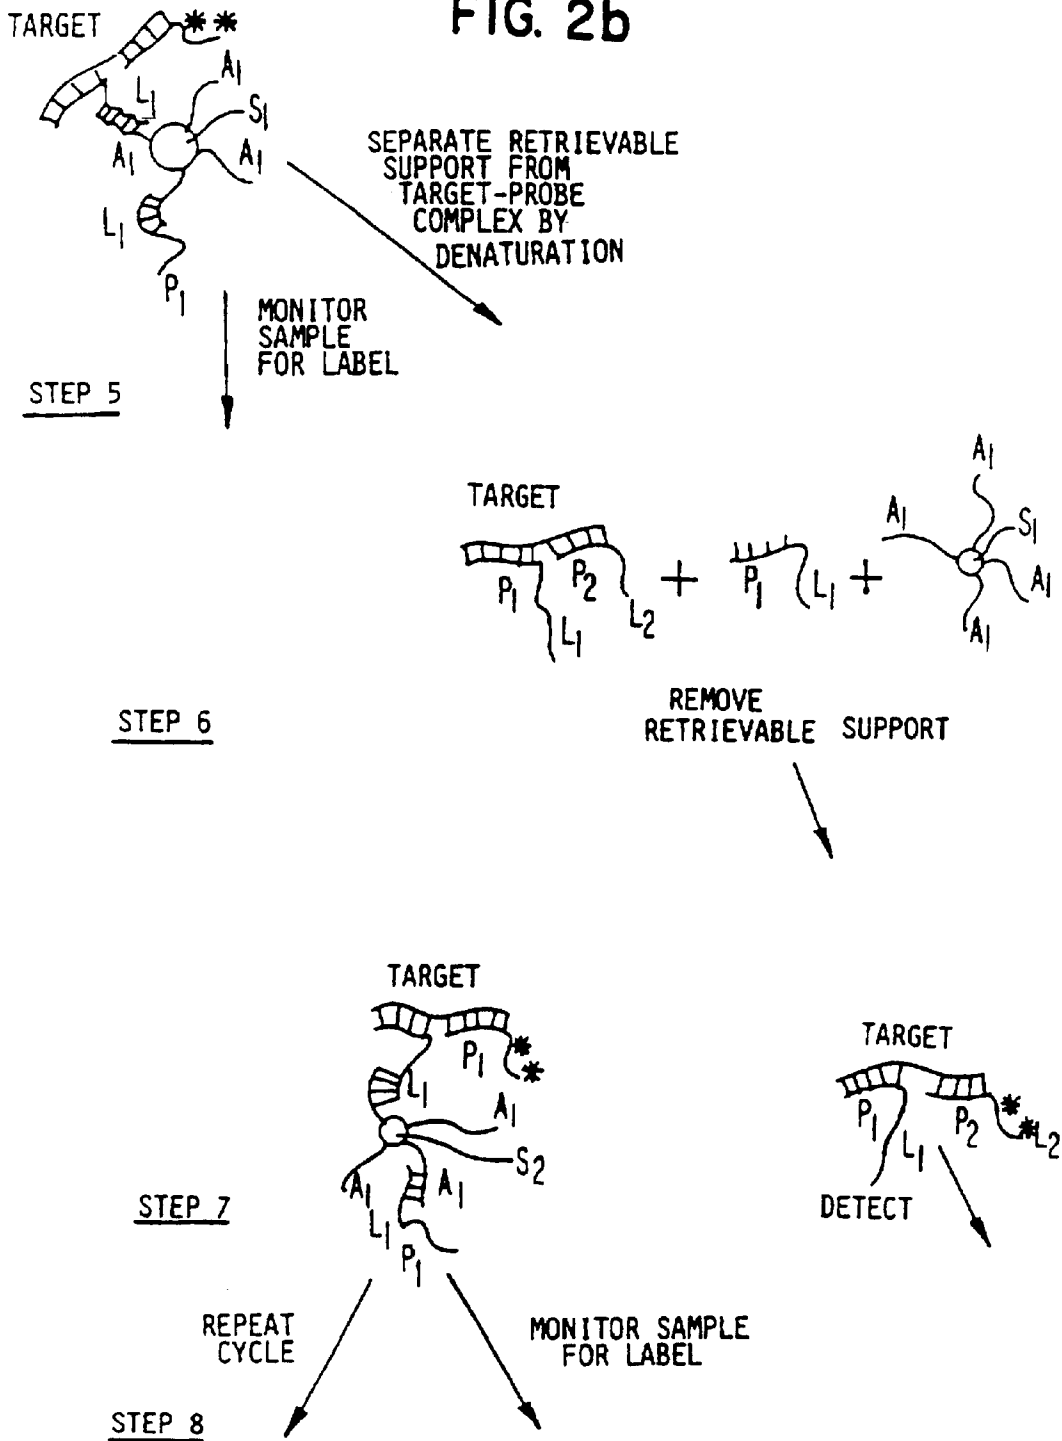 FIG. 2b
TARGET
A1
L1
S1
A1
A1
L1
P1
SEPARATE RETRIEVABLE
SUPPORT FROM
TARGET-PROBE
COMPLEX BY
DENATURATION
MONITOR
SAMPLE
FOR LABEL
STEP 5
TARGET
P1
P2
L1
L2
+
P1
L1
+
A1
A1
S1
A1
A1
STEP 6
REMOVE
RETRIEVABLE SUPPORT
TARGET
P1
L1
A1
S2
A1
A1
L1
P1
STEP 7
TARGET
P1
P2
L1
L2
DETECT
REPEAT
CYCLE
MONITOR SAMPLE
FOR LABEL
STEP 8